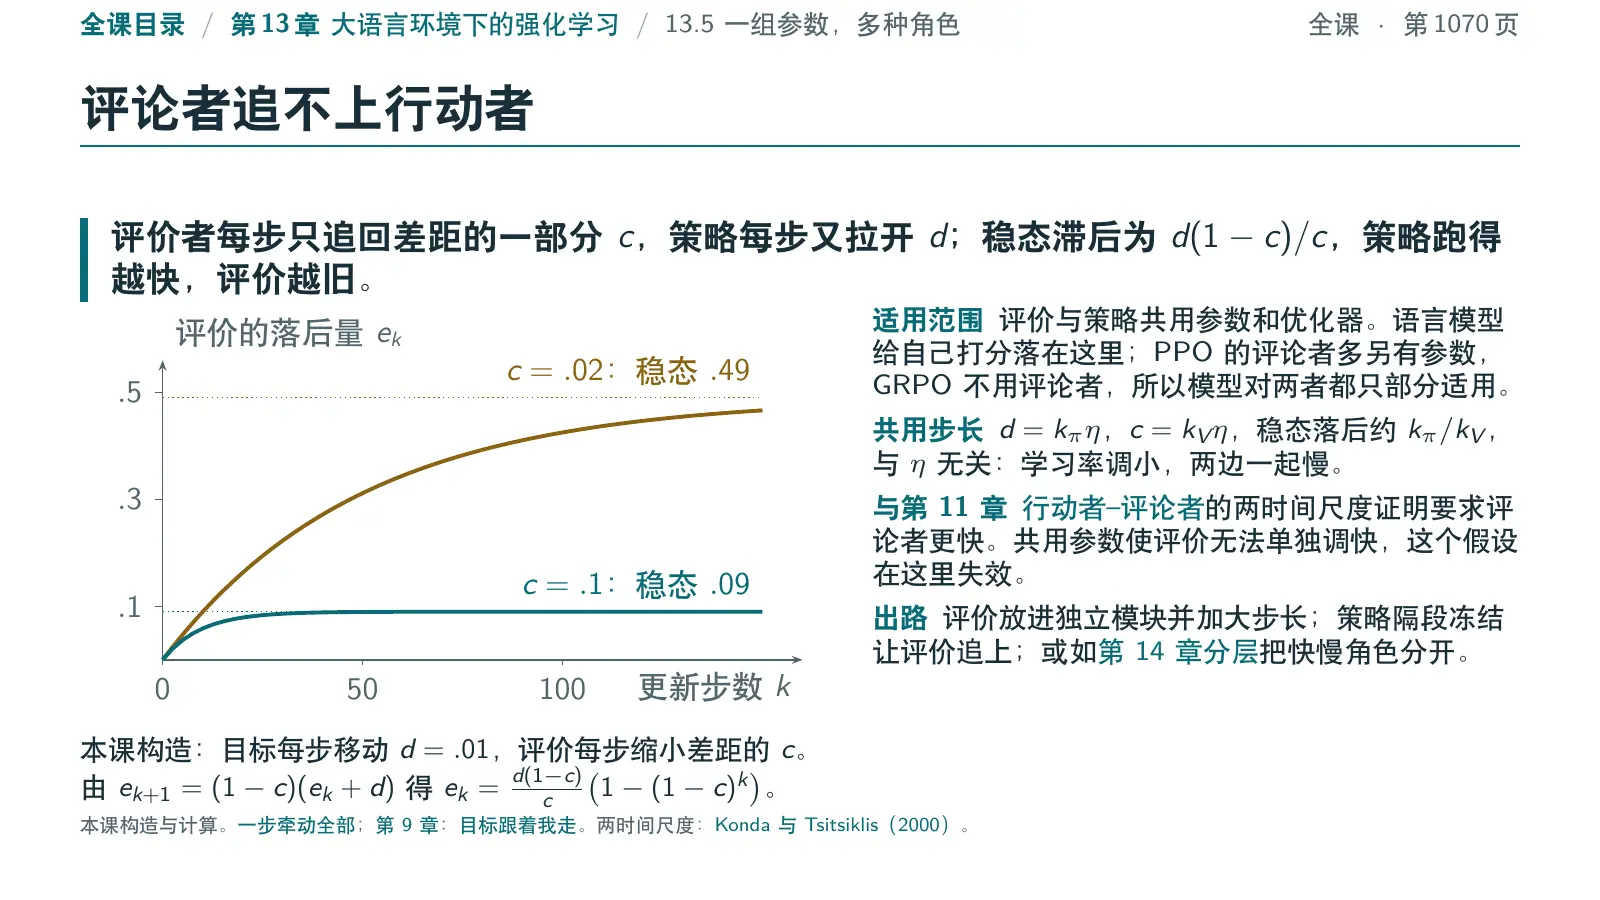 全课目录 / 第 13 章 大语言环境下的强化学习 / 13.5 一组参数，多种角色
全课 · 第 1070 页
评论者追不上行动者
评价者每步只追回差距的一部分 c，策略每步又拉开 d；稳态滞后为 d(1 − c)/c，策略跑得
越快，评价越旧。
评价的落后量 e_k
c = .02：稳态 .49
.5
.3
c = .1：稳态 .09
.1
0 50 100 更新步数 k
本课构造：目标每步移动 d = .01，评价每步缩小差距的 c。
由 e_{k+1} = (1 − c)(e_k + d) 得 e_k = \frac{d(1−c)}{c} (1 − (1 − c)^k)。
适用范围 评价与策略共用参数和优化器。语言模型
给自己打分落在这里；PPO 的评论者多另有参数，
GRPO 不用评论者，所以模型对两者都只部分适用。
共用步长 d = k_π η，c = k_V η，稳态落后约 k_π/k_V，
与 η 无关：学习率调小，两边一起慢。
与第 11 章 行动者–评论者的两时间尺度证明要求评
论者更快。共用参数使评价无法单独调快，这个假设
在这里失效。
出路 评价放进独立模块并加大步长；策略隔段冻结
让评价追上；或如第 14 章分层把快慢角色分开。
本课构造与计算。一步牵动全部；第 9 章：目标跟着我走。两时间尺度：Konda 与 Tsitsiklis（2000）。